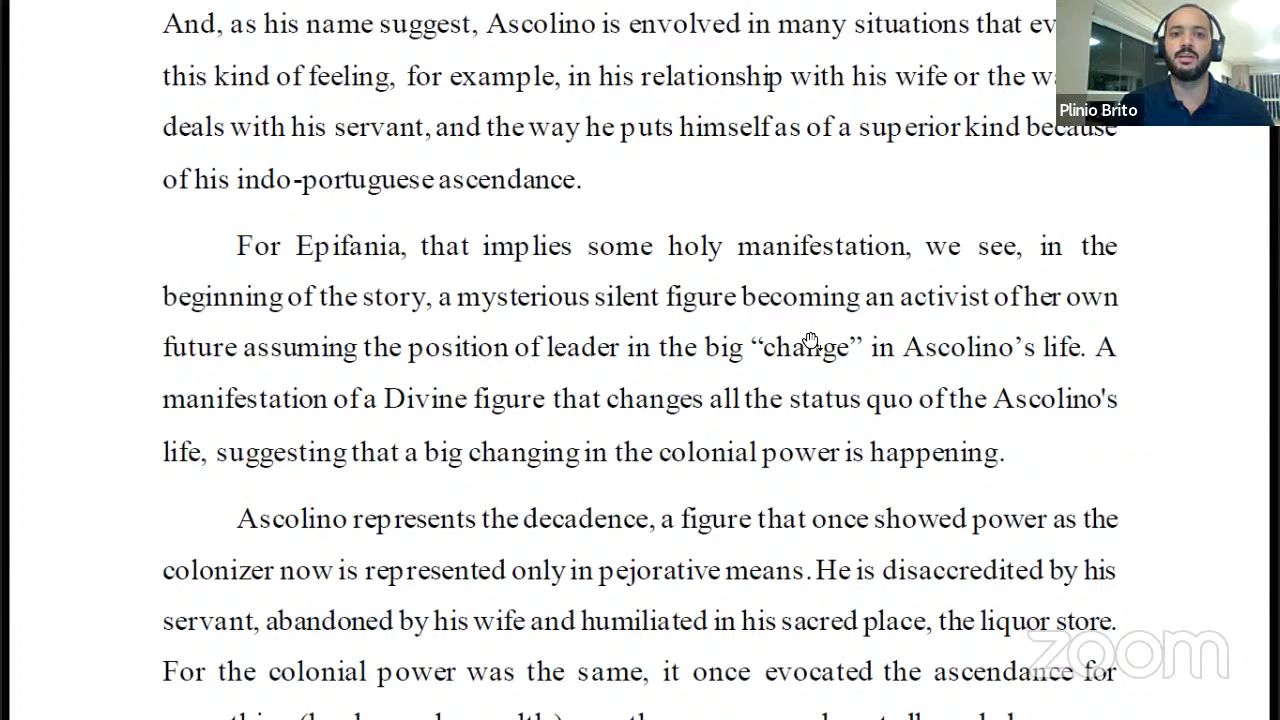 And, as his name suggest, Ascolino is envolved in many situations that
this kind of feeling, for example, in his relationship with his wife or the
deals with his servant, and the way he puts himself as of a superior kind because
of his indo-portuguese ascendance.
For Epifania, that implies some holy manifestation, we see, in the
beginning of the story, a mysterious silent figure becoming an activist of her own
future assuming the position of leader in the big “change” in Ascolino’s life. A
manifestation of a Divine figure that changes all the status quo of the Ascolino's
life, suggesting that a big changing in the colonial power is happening.
Ascolino represents the decadence, a figure that once showed power as the
colonizer now is represented only in pejorative means. He is disaccredited by his
servant, abandoned by his wife and humiliated in his sacred place, the liquor store.
For the colonial power was the same, it once evocated the ascendance for
Plinio Brito
zoom